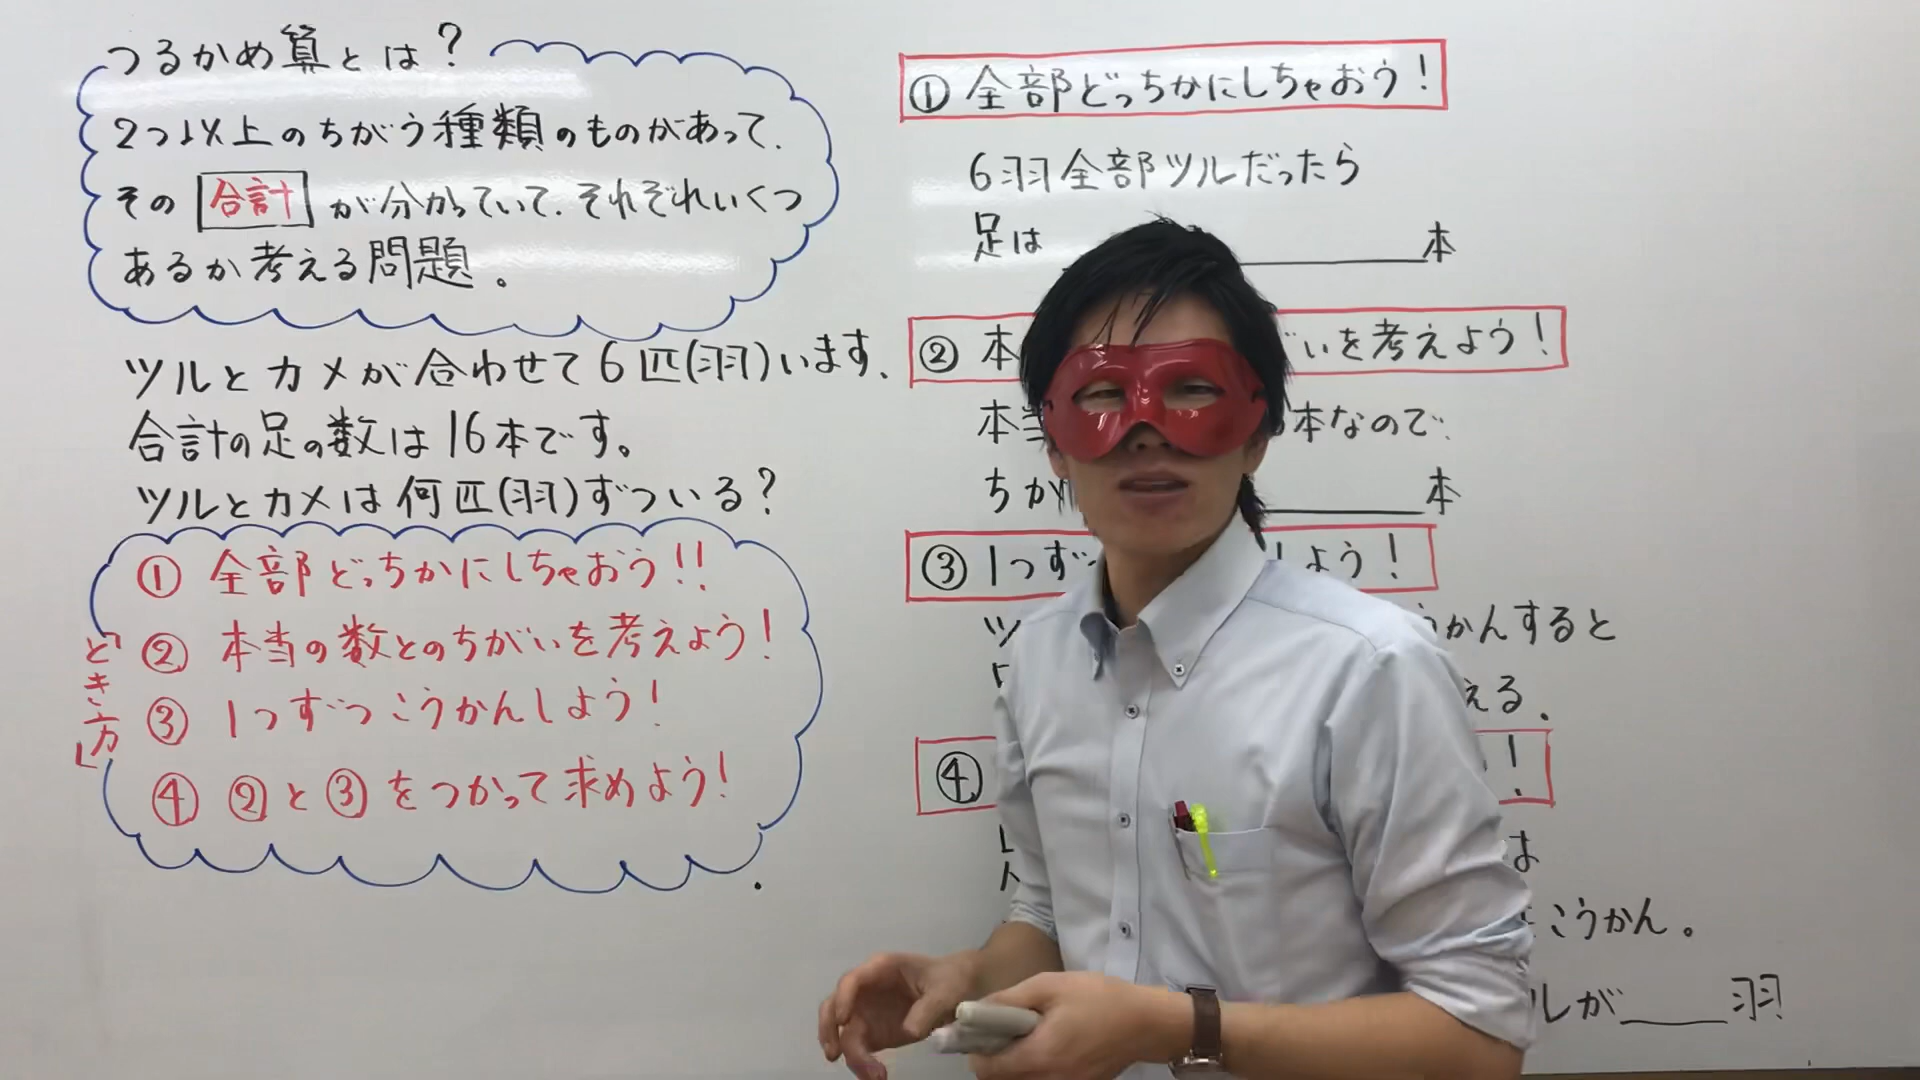 つるかめ算とは?
2つ以上のちがう種類のものがあって、
その 合計 が分かっていて、それぞれいくつ
あるか考える問題。
ツルとカメが合わせて6匹(羽)います、
合計の足の数は16本です。
ツルとカメは何匹(羽)ずついる?
とき方
① 全部どっちかにしちゃおう!!
② 本当の数とのちがいを考えよう!
③ 1つずつこうかんしよう!
④ ②と③をつかって求めよう!
① 全部どっちかにしちゃおう!
6羽全部ツルだったら
足は 本
② 本 いを考えよう!
本当 本なので、
ちが 本
③ 1つず しよう!
ツ うかんすると
える.
④ !
は
こうかん。
ルが 羽